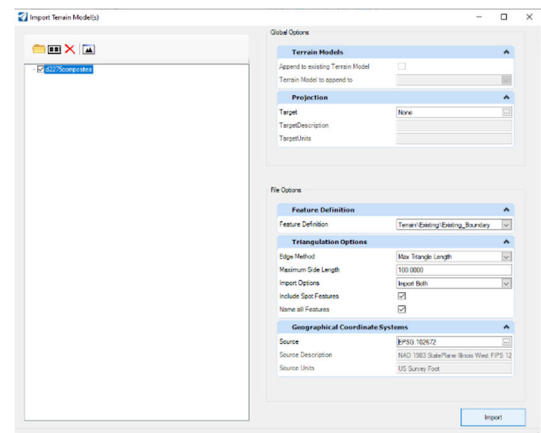 Import Terrain Model(s)
Global Options
Terrain Models
Append to existing Terrain Model
Terrain Model to append to
Projection
Target None
TargetDescription
TargetUnits
d2275composites
File Options
Feature Definition
Feature Definition Terrain\Existing\Existing_Boundary
Triangulation Options
Edge Method Max Triangle Length
Maximum Side Length 100.0000
Import Options Import Both
Include Spot Features
Name all Features
Geographical Coordinate Systems
Source EPSG:102672
Source Description NAD 1983 StatePlane Illinois West FIPS 12
Source Units US Survey Foot
Import